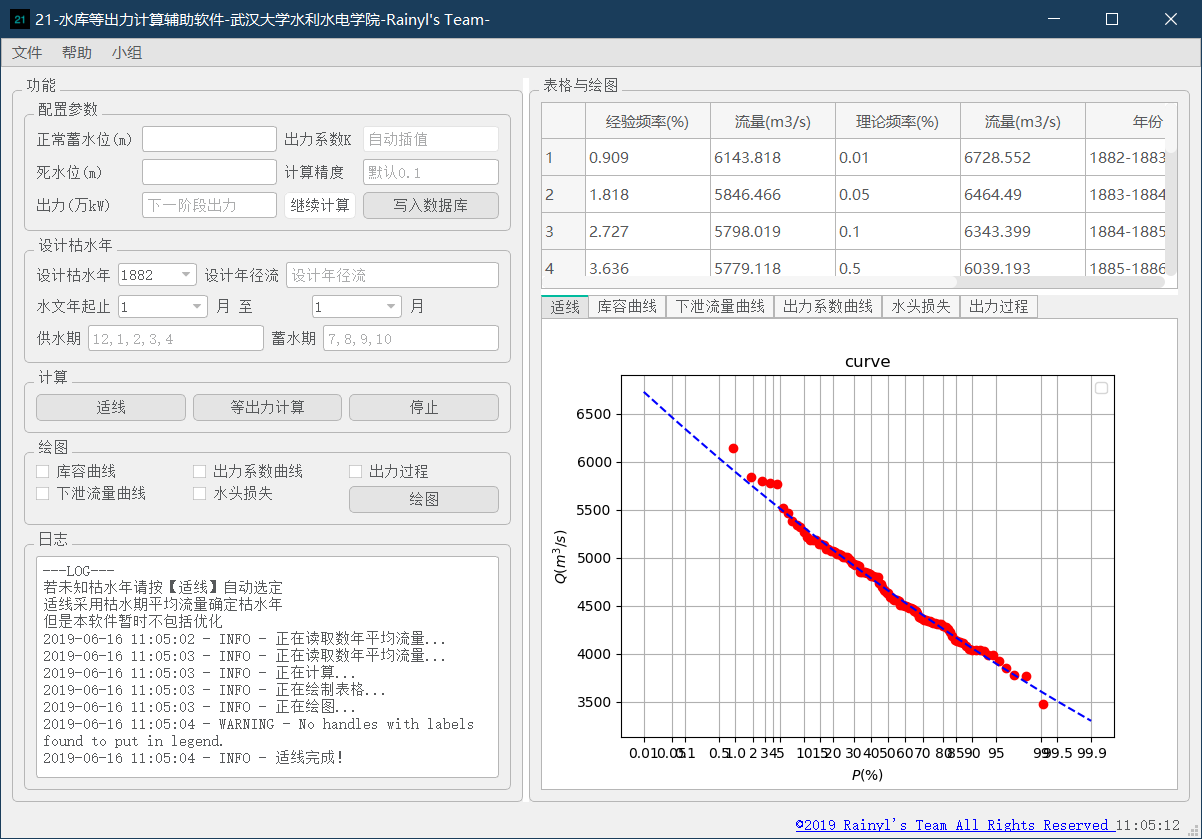 21 21-水库等出力计算辅助软件-武汉大学水利水电学院-Rainyl's Team-
文件 帮助 小组
功能
配置参数
正常蓄水位(m) 出力系数K 自动插值
死水位(m) 计算精度 默认0.1
出力(万kW) 下一阶段出力 继续计算 写入数据库
设计枯水年
设计枯水年 1882 设计年径流 设计年径流
水文年起止 1 月 至 1 月
供水期 12,1,2,3,4 蓄水期 7,8,9,10
计算
适线 等出力计算 停止
绘图
库容曲线 出力系数曲线 出力过程
下泄流量曲线 水头损失 绘图
日志
---LOG---
若未知枯水年请按【适线】自动选定
适线采用枯水期平均流量确定枯水年
但是本软件暂时不包括优化
2019-06-16 11:05:02 - INFO - 正在读取数年平均流量...
2019-06-16 11:05:03 - INFO - 正在读取数年平均流量...
2019-06-16 11:05:03 - INFO - 正在计算...
2019-06-16 11:05:03 - INFO - 正在绘制表格...
2019-06-16 11:05:03 - INFO - 正在绘图...
2019-06-16 11:05:04 - WARNING - No handles with labels
found to put in legend.
2019-06-16 11:05:04 - INFO - 适线完成!
表格与绘图
经验频率(%) 流量(m3/s) 理论频率(%) 流量(m3/s) 年份
1 0.909 6143.818 0.01 6728.552 1882-1883
2 1.818 5846.466 0.05 6464.49 1883-1884
3 2.727 5798.019 0.1 6343.399 1884-1885
4 3.636 5779.118 0.5 6039.193 1885-1886
适线 库容曲线 下泄流量曲线 出力系数曲线 水头损失 出力过程
curve
6500
6000
5500
5000
4500
4000
3500
Q(m³/s)
0.01 0.05 0.1 0.5 1.0 2 3 4 5 10 15 20 30 40 50 60 70 80 85 90 95 99 99.5 99.9
P(%)
©2019 Rainyl's Team All Rights Reserved 11:05:12